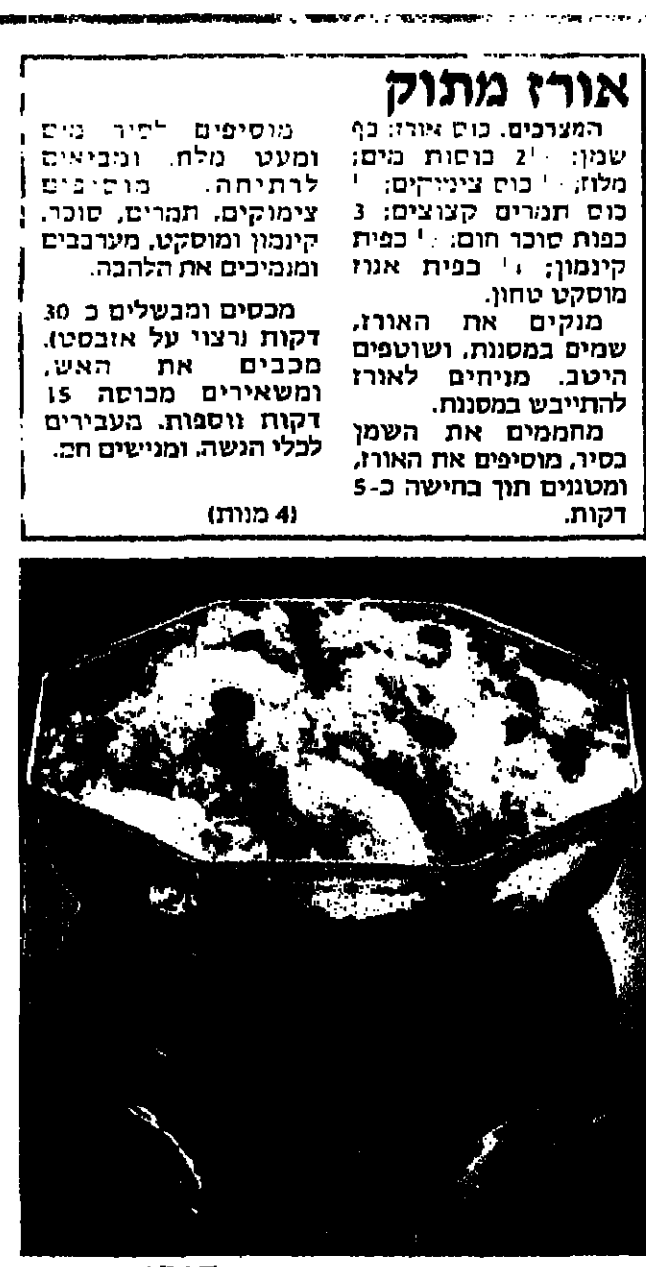 אורז מתוק
המצרכים. כוס אורז; כף
שמן; 2 כוסות מים;
מלוז; כוס צימוקים;
כוס תמרים קצוצים; 3
כפות סוכר חום; כפית
קינמון; כפית אגוז
מוסקט טחון.
מנקים את האורז,
שמים במסננת, ושוטפים
היטב. מניחים לאורז
להתייבש במסננת.
מחממים את השמן
בסיר, מוסיפים את האורז,
ומטגנים תוך בחישה כ-5
דקות.
מוסיפים לסיר מים
ומעט מלח, ומביאים
לרתיחה. מוסיפים
צימוקים, תמרים, סוכר,
קינמון ומוסקט, מערבבים
ומנמיכים את הלהבה.
מכסים ומבשלים כ 30
דקות (רצוי על אזבסט).
מכבים את האש,
ומשאירים מכוסה 15
דקות נוספות. מעבירים
לכלי הגשה, ומגישים חם.
(4 מנות)